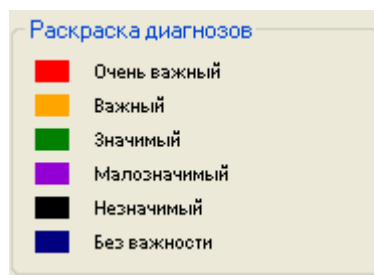 Раскраска диагнозов
Очень важный
Важный
Значимый
Малозначимый
Незначимый
Без важности